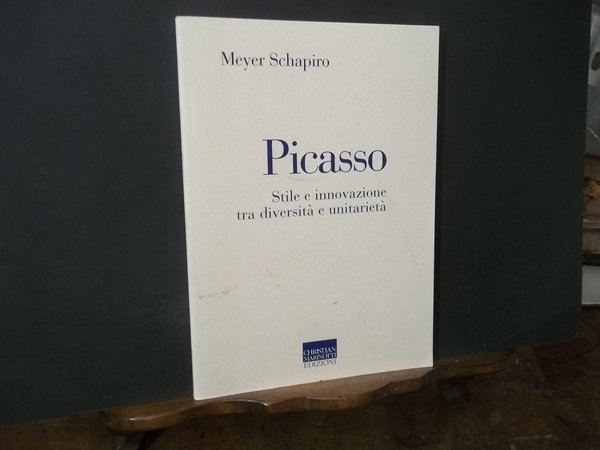 Meyer Schapiro
Picasso
Stile e innovazione
tra diversità e unitarietà
CHRISTIAN
MARINOTTI
EDIZIONI